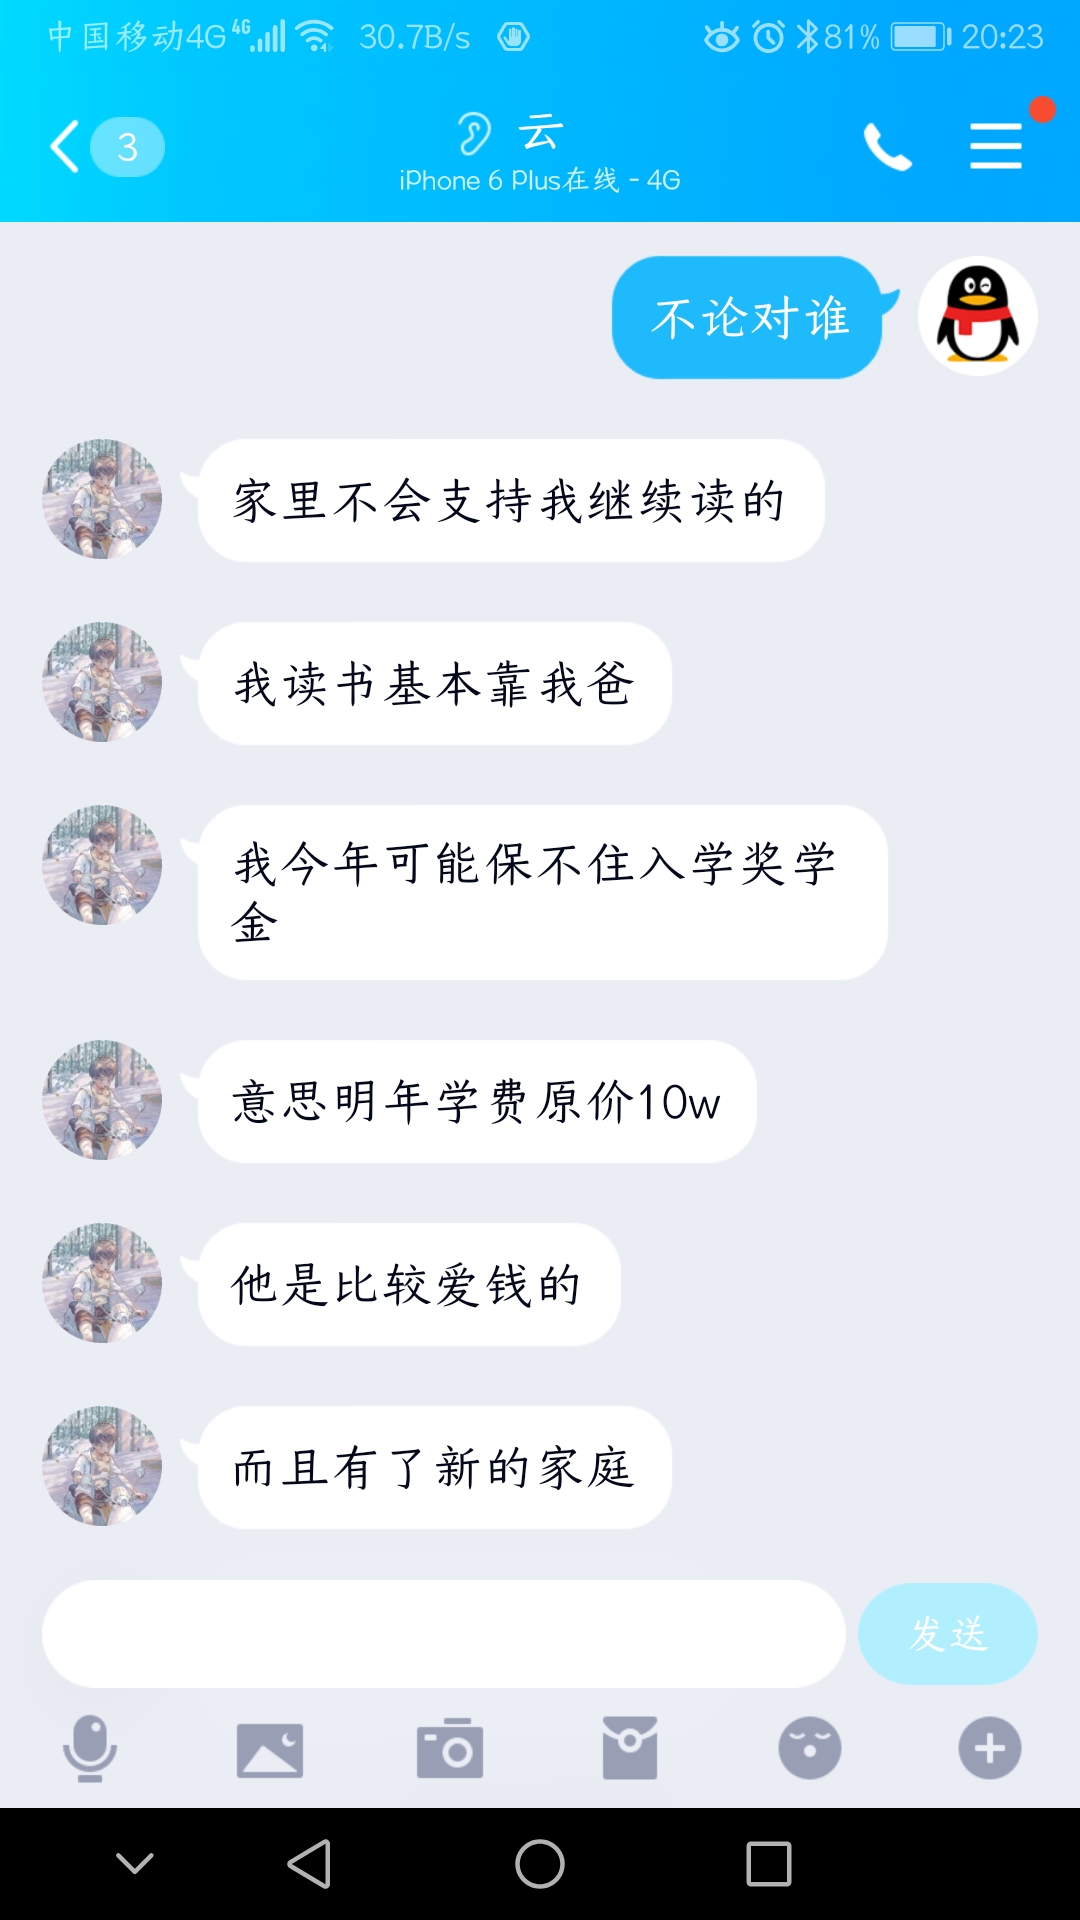 中国移动4G 4G 30.7B/s 81% 20:23
3
云
iPhone 6 Plus在线 - 4G
不论对谁
家里不会支持我继续读的
我读书基本靠我爸
我今年可能保不住入学奖学
金
意思明年学费原价10w
他是比较爱钱的
而且有了新的家庭
发送